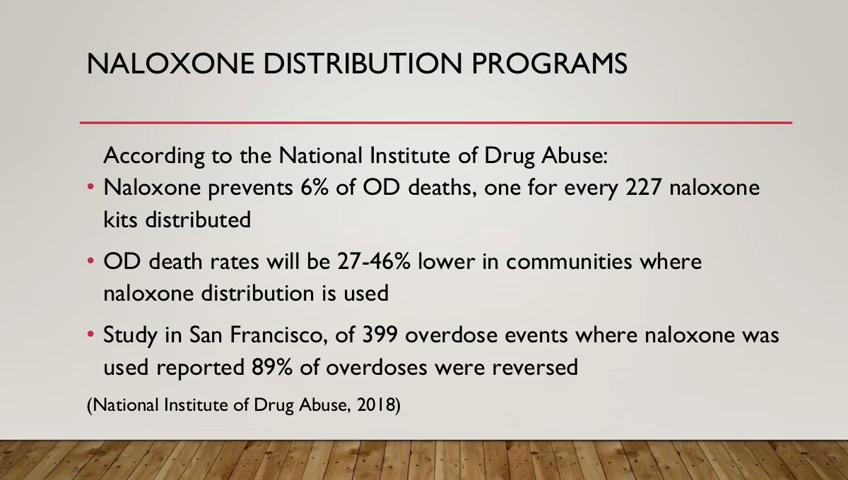 NALOXONE DISTRIBUTION PROGRAMS
According to the National Institute of Drug Abuse:
• Naloxone prevents 6% of OD deaths, one for every 227 naloxone
kits distributed
• OD death rates will be 27-46% lower in communities where
naloxone distribution is used
• Study in San Francisco, of 399 overdose events where naloxone was
used reported 89% of overdoses were reversed
(National Institute of Drug Abuse, 2018)